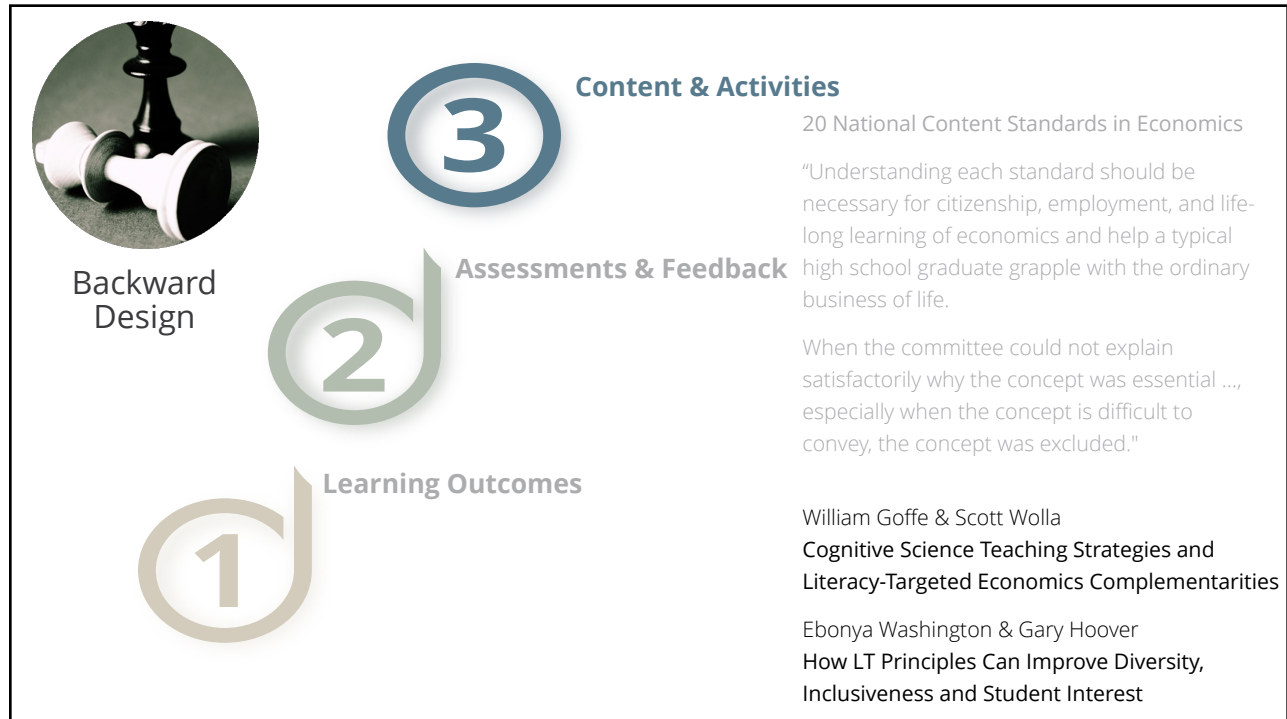 Backward
Design
3
Content & Activities
20 National Content Standards in Economics
“Understanding each standard should be
necessary for citizenship, employment, and life-
long learning of economics and help a typical
high school graduate grapple with the ordinary
business of life.
When the committee could not explain
satisfactorily why the concept was essential ...,
especially when the concept is difficult to
convey, the concept was excluded."
2
Assessments & Feedback
1
Learning Outcomes
William Goffe & Scott Wolla
Cognitive Science Teaching Strategies and
Literacy-Targeted Economics Complementarities
Ebonya Washington & Gary Hoover
How LT Principles Can Improve Diversity,
Inclusiveness and Student Interest